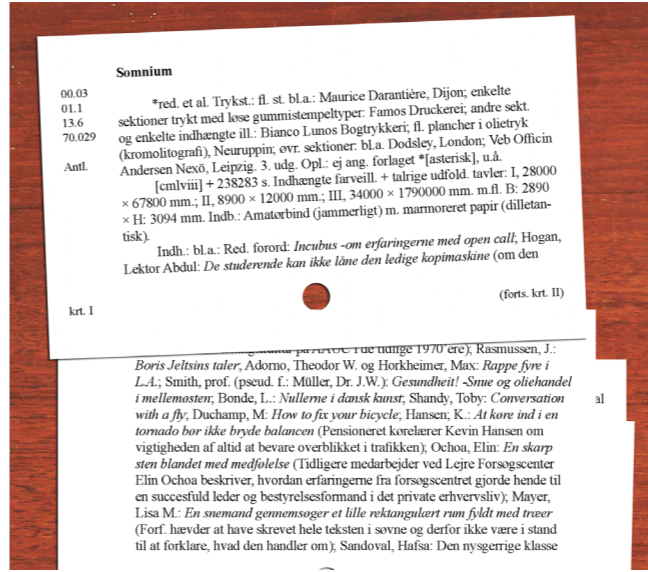 Somnium
00.03
01.1
13.6
70.029
Antl.
*red. et al. Trykst.: fl. st. bl.a.: Maurice Darantière, Dijon; enkelte
sektioner trykt med løse gummistempeltyper: Famos Druckerei; andre sekt.
og enkelte indhængte ill.: Bianco Lunos Bogtrykkeri; fl. plancher i olietryk
(kromolitografi), Neuruppin; øvr. sektioner: bl.a. Dodsley, London; Veb Officin
Andersen Nexö, Leipzig. 3. udg. Opl.: ej ang. forlaget *[asterisk], u.å.
[cmlviii] + 238283 s. Indhængte farveill. + talrige udfold. tavler: I, 28000
× 67800 mm.; II, 8900 × 12000 mm.; III, 34000 × 1790000 mm. m.fl. B: 2890
× H: 3094 mm. Indb.: Amatørbind (jammerligt) m. marmoreret papir (dilletan-
tisk).
Indh.: bl.a.: Red. forord: Incubus -om erfaringerne med open call; Hogan,
Lektor Abdul: De studerende kan ikke låne den ledige kopimaskine (om den
krt. I
(forts. krt. II)
på AAUC i de tidlige 1970'ere); Rasmussen, J.:
Boris Jeltsins taler; Adorno, Theodor W. og Horkheimer, Max: Rappe fyre i
L.A.; Smith, prof. (pseud. f.: Müller, Dr. J.W.): Gesundheit! -Snue og oliehandel
i mellemøsten; Bonde, L.: Nullerne i dansk kunst; Shandy, Toby: Conversation
with a fly; Duchamp, M: How to fix your bicycle; Hansen; K.: At køre ind i en
tornado bør ikke bryde balancen (Pensioneret kørelærer Kevin Hansen om
vigtigheden af altid at bevare overblikket i trafikken); Ochoa, Elin: En skarp
sten blandet med medfølelse (Tidligere medarbejder ved Lejre Forsøgscenter
Elin Ochoa beskriver, hvordan erfaringerne fra forsøgscentret gjorde hende til
en succesfuld leder og bestyrelsesformand i det private erhvervsliv); Mayer,
Lisa M.: En snemand gennemsøger et lille rektangulært rum fyldt med træer
(Forf. hævder at have skrevet hele teksten i søvne og derfor ikke være i stand
til at forklare, hvad den handler om); Sandoval, Hafsa: Den nysgerrige klasse
al